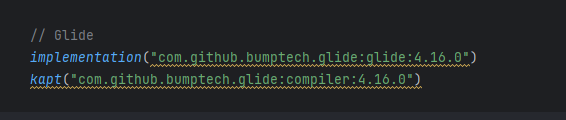 // Glide
implementation("com.github.bumptech.glide:glide:4.16.0")
kapt("com.github.bumptech.glide:compiler:4.16.0")